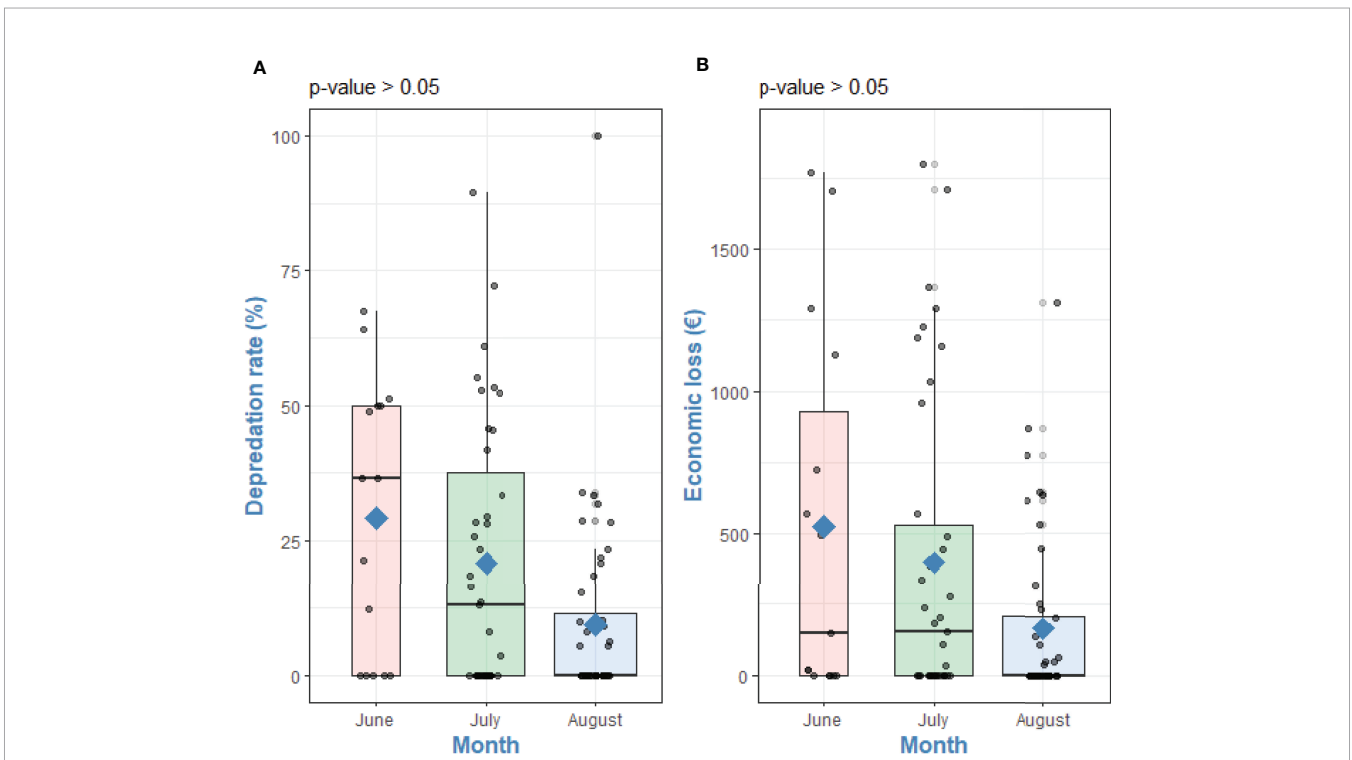 A
p-value > 0.05
Depredation rate (%)
100
75
50
25
0
June July August
Month
B
p-value > 0.05
Economic loss (€)
1500
1000
500
0
June July August
Month